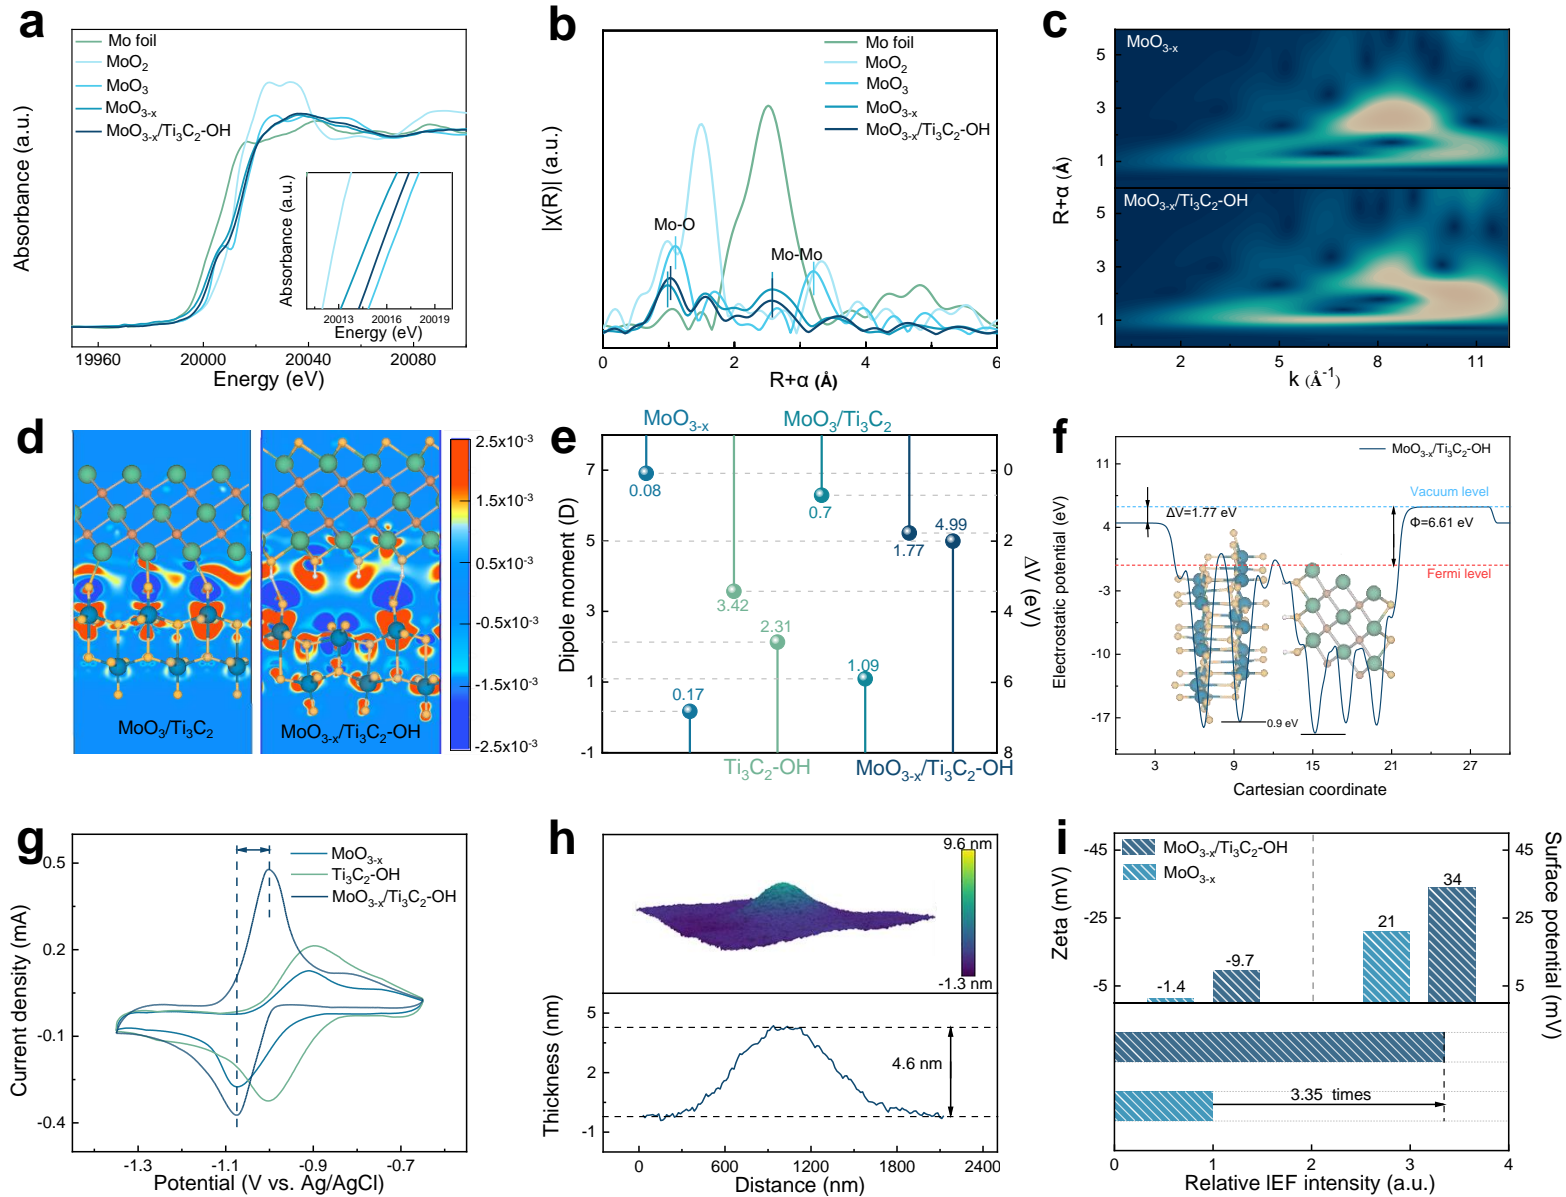 a
Mo foil
MoO2
MoO3
MoO3-x
MoO3-x/Ti3C2-OH
Absorbance (a.u.)
Absorbance (a.u.)
20013 20016 20019
Energy (eV)
19960 20000 20040 20080
Energy (eV)
b
Mo foil
MoO2
MoO3
MoO3-x
MoO3-x/Ti3C2-OH
Mo-O
Mo-Mo
|χ(R)| (a.u.)
0 2 4 6
R+α (Å)
c
MoO3-x
5
3
1
MoO3-x/Ti3C2-OH
5
3
1
R+α (Å)
2 5 8 11
k (Å-1)
d
MoO3/Ti3C2
MoO3-x/Ti3C2-OH
2.5x10-3
1.5x10-3
0.5x10-3
-0.5x10-3
-1.5x10-3
-2.5x10-3
e
MoO3-x
MoO3/Ti3C2
7
5
3
1
-1
Dipole moment (D)
0.08
0.7
4.99
1.77
3.42
2.31
1.09
0.17
0
2
4
6
8
ΔV (eV)
Ti3C2-OH
MoO3-x/Ti3C2-OH
f
MoO3-x/Ti3C2-OH
11
4
-3
-10
-17
Electrostatic potential (eV)
Vacuum level
ΔV=1.77 eV
Φ=6.61 eV
Fermi level
0.9 eV
3 9 15 21 27
Cartesian coordinate
g
MoO3-x
Ti3C2-OH
MoO3-x/Ti3C2-OH
0.5
0.2
-0.1
-0.4
Current density (mA)
-1.3 -1.1 -0.9 -0.7
Potential (V vs. Ag/AgCl)
h
9.6 nm
-1.3 nm
5
2
-1
Thickness (nm)
4.6 nm
0 600 1200 1800 2400
Distance (nm)
i
MoO3-x/Ti3C2-OH
MoO3-x
-45
-25
-5
Zeta (mV)
-1.4
-9.7
21
34
45
25
5
Surface potential (mV)
3.35 times
0 1 2 3 4
Relative IEF intensity (a.u.)